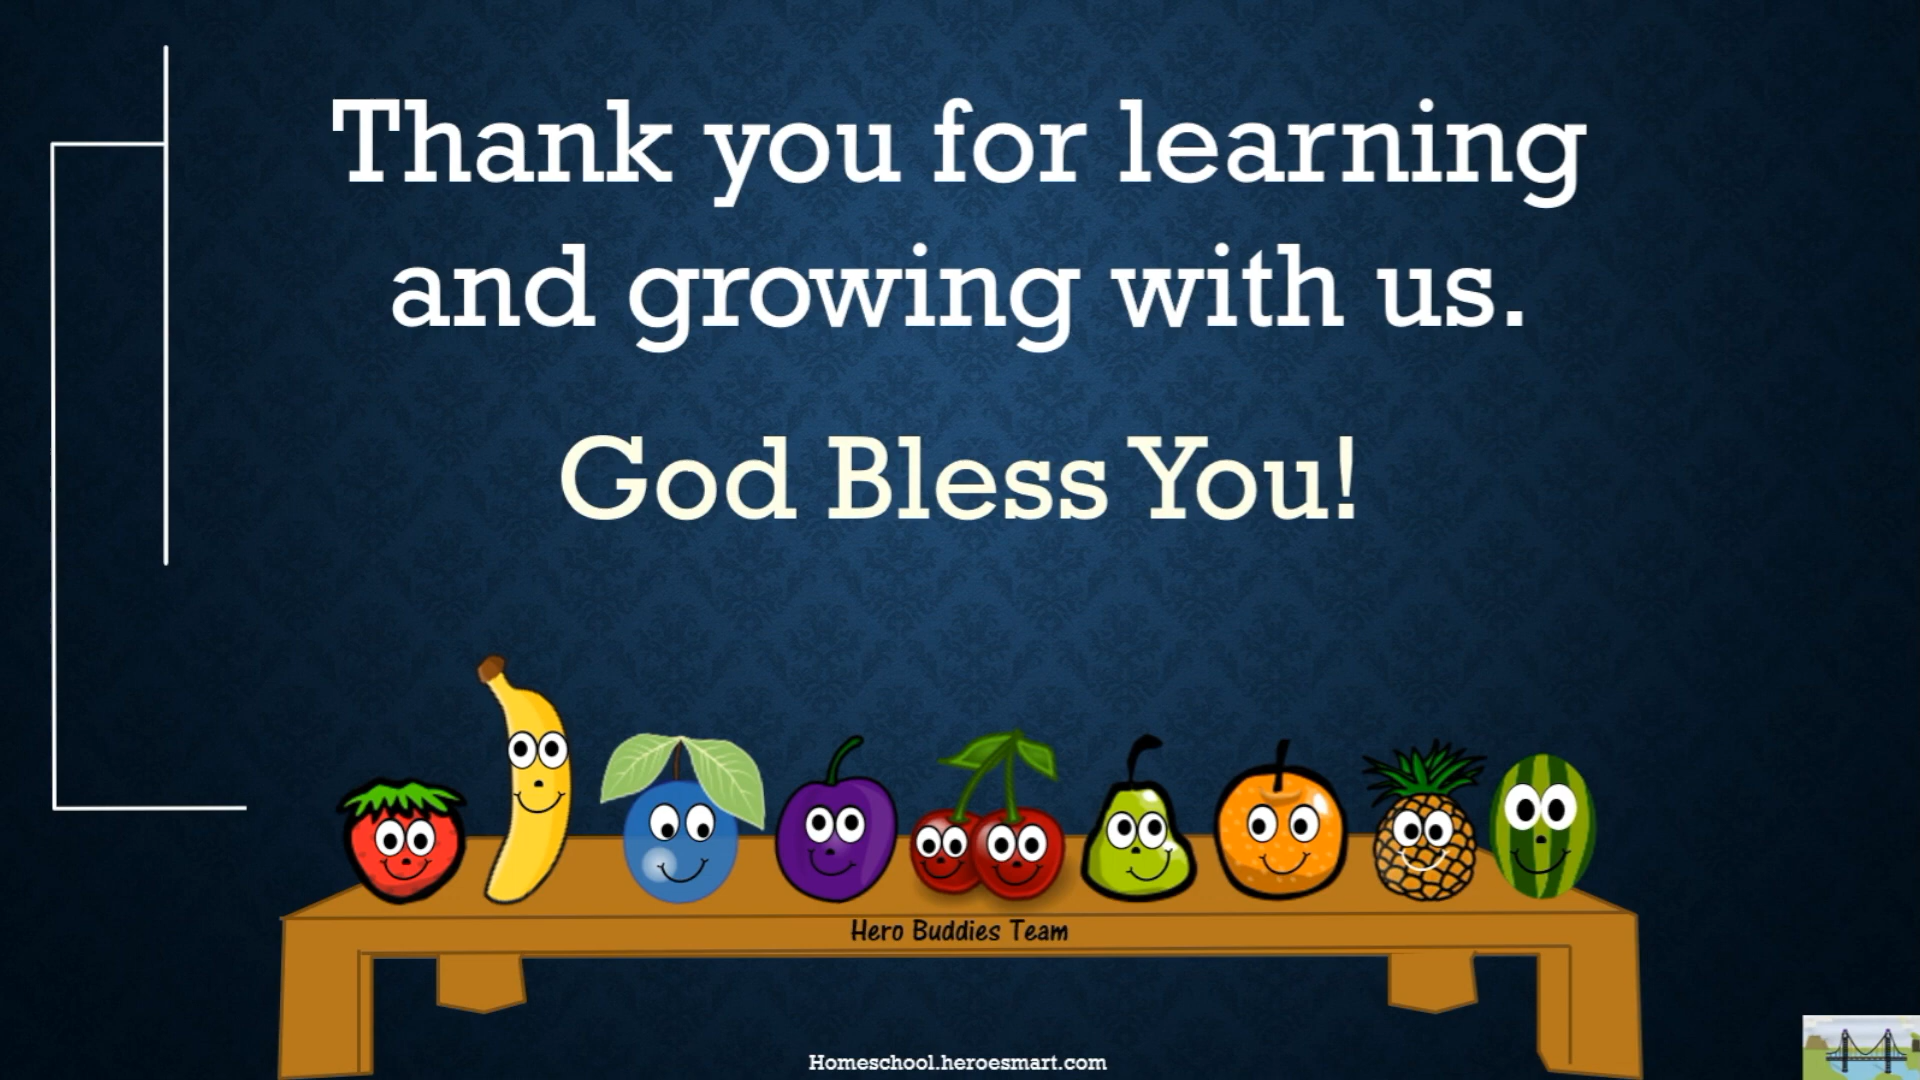 Thank you for learning
and growing with us.
God Bless You!
Hero Buddies Team
Homeschool.heroesmart.com